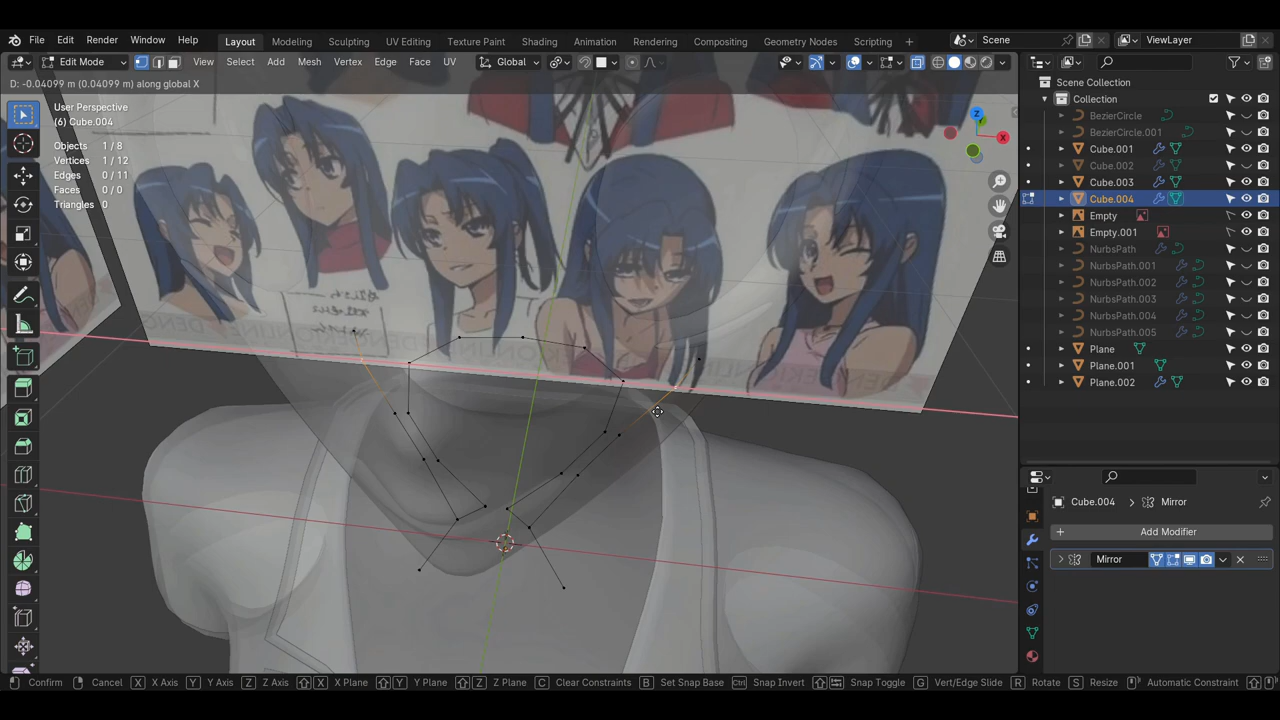 File Edit Render Window Help
Layout Modeling Sculpting UV Editing Texture Paint Shading Animation Rendering Compositing Geometry Nodes Scripting +
Scene
ViewLayer
Edit Mode
View Select Add Mesh Vertex Edge Face UV
Global
D: -0.04099 m (0.04099 m) along global X
User Perspective
(6) Cube.004
Objects 1/8
Vertices 1/12
Edges 0/11
Faces 0/0
Triangles 0
Z
X
Scene Collection
Collection
BezierCircle
BezierCircle.001
Cube.001
Cube.002
Cube.003
Cube.004
Empty
Empty.001
NurbsPath
NurbsPath.001
NurbsPath.002
NurbsPath.003
NurbsPath.004
NurbsPath.005
Plane
Plane.001
Plane.002
Cube.004 > Mirror
+ Add Modifier
Mirror
Confirm Cancel X X Axis Y Y Axis Z Z Axis X X Plane Y Y Plane Z Z Plane C Clear Constraints B Set Snap Base Ctrl Snap Invert Snap Toggle G Vert/Edge Slide R Rotate S Resize Automatic Constraint